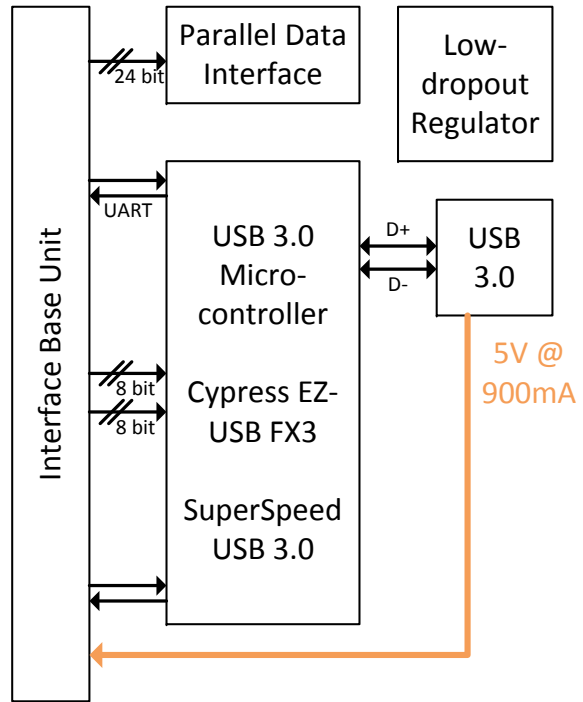 Parallel Data
Interface
24 bit
Low-
dropout
Regulator
Interface Base Unit
UART
USB 3.0
Micro-
controller
Cypress EZ-
USB FX3
SuperSpeed
USB 3.0
8 bit
8 bit
D+
D-
USB
3.0
5V @
900mA